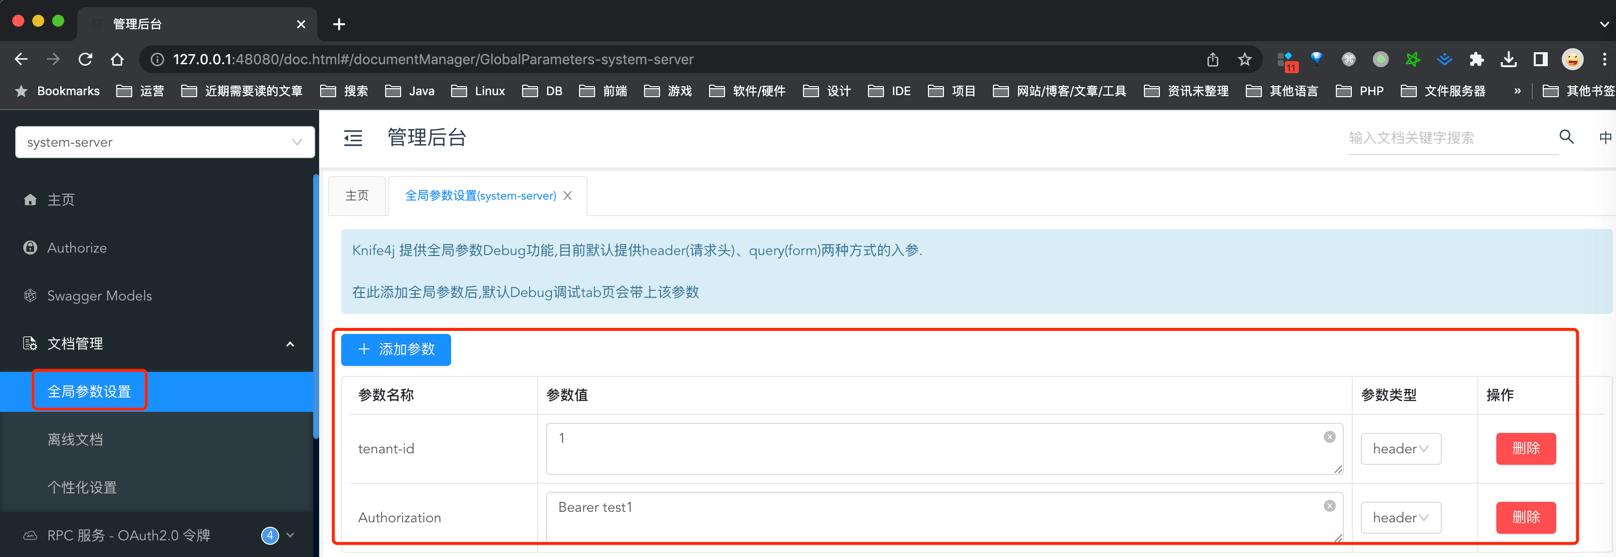 管理后台
127.0.0.1:48080/doc.html#/documentManager/GlobalParameters-system-server
11
Bookmarks 运营 近期需要读的文章 搜索 Java Linux DB 前端 游戏 软件/硬件 设计 IDE 项目 网站/博客/文章/工具 资讯未整理 其他语言 PHP 文件服务器 » 其他书签
system-server
管理后台
输入文档关键字搜索
中
主页
Authorize
Swagger Models
文档管理
全局参数设置
离线文档
个性化设置
RPC 服务 - OAuth2.0 令牌 4
主页 全局参数设置(system-server)
Knife4j 提供全局参数Debug功能,目前默认提供header(请求头)、query(form)两种方式的入参.
在此添加全局参数后,默认Debug调试tab页会带上该参数
+ 添加参数
参数名称 参数值 参数类型 操作
tenant-id 1 header 删除
Authorization Bearer test1 header 删除